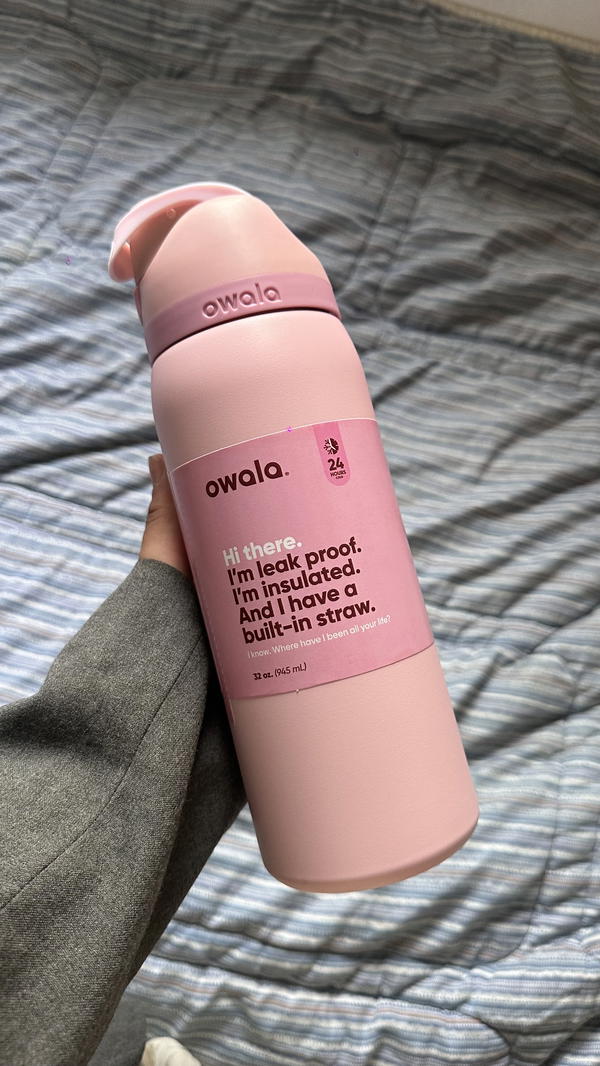 owala
owala®
24
HOURS
COLD
Hi there.
I'm leak proof.
I'm insulated.
And I have a
built-in straw.
I know. Where have I been all your life?
32 oz. (945 mL)